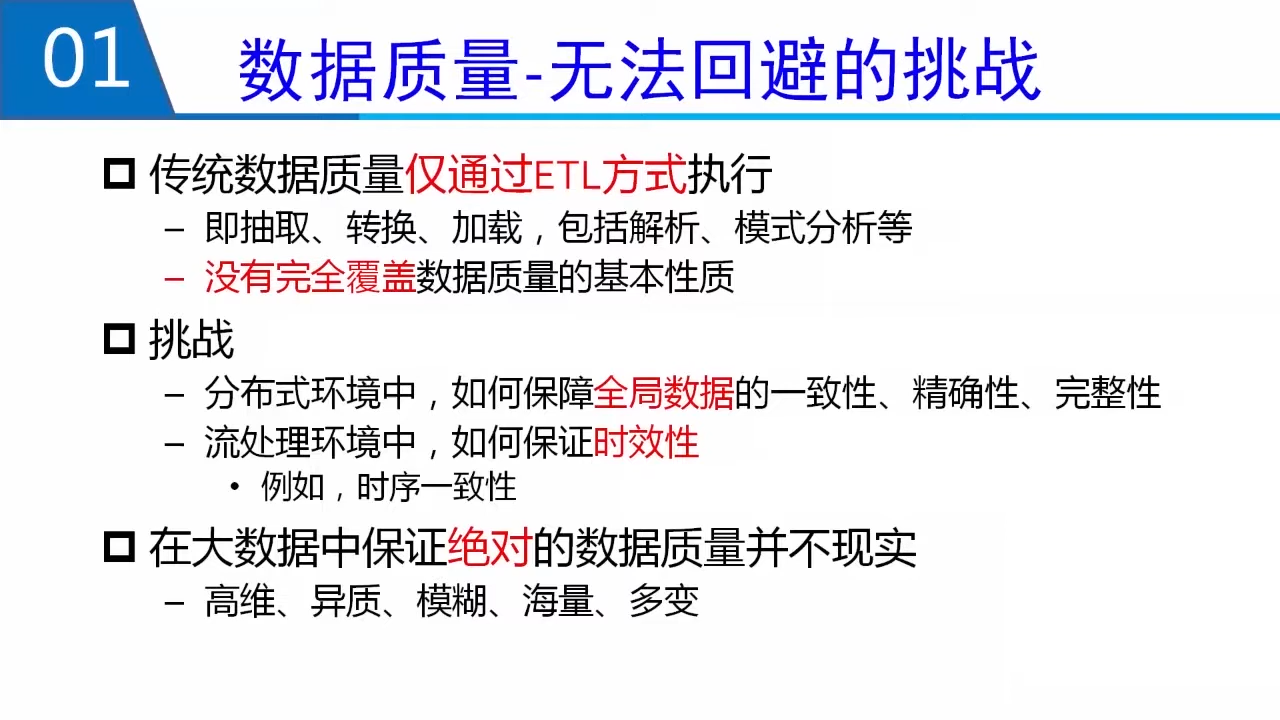 01
数据质量-无法回避的挑战
传统数据质量仅通过ETL方式执行
– 即抽取、转换、加载，包括解析、模式分析等
– 没有完全覆盖数据质量的基本性质
挑战
– 分布式环境中，如何保障全局数据的一致性、精确性、完整性
– 流处理环境中，如何保证时效性
• 例如，时序一致性
在大数据中保证绝对的数据质量并不现实
– 高维、异质、模糊、海量、多变